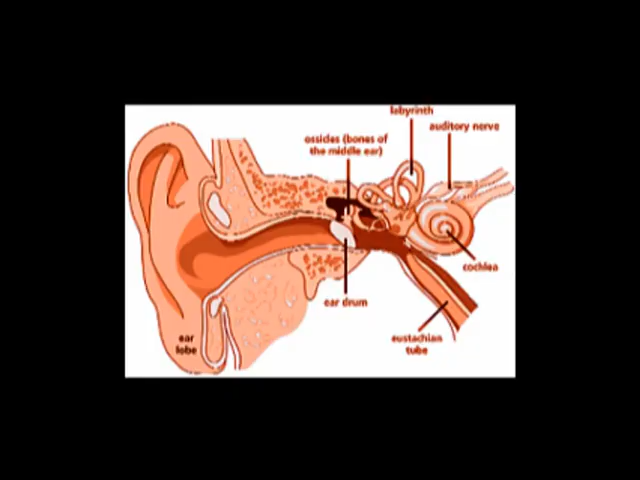 labyrinth
auditory nerve
ossicles (bones of
the middle ear)
cochlea
ear drum
ear
lobe
eustachian
tube